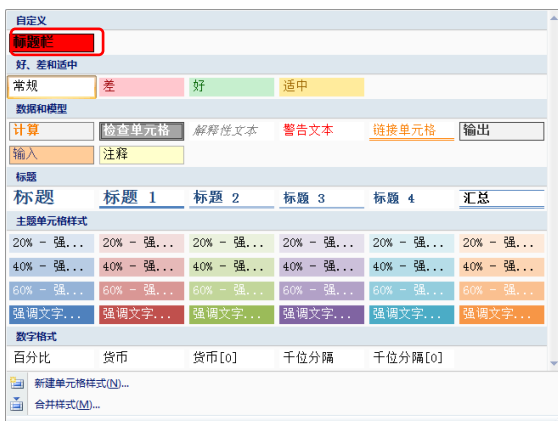 自定义
标题栏
好、差和适中
常规 差 好 适中
数据和模型
计算 检查单元格 解释性文本 警告文本 链接单元格 输出
输入 注释
标题
标题 标题 1 标题 2 标题 3 标题 4 汇总
主题单元格样式
20% - 强... 20% - 强... 20% - 强... 20% - 强... 20% - 强... 20% - 强...
40% - 强... 40% - 强... 40% - 强... 40% - 强... 40% - 强... 40% - 强...
60% - 强... 60% - 强... 60% - 强... 60% - 强... 60% - 强... 60% - 强...
强调文字... 强调文字... 强调文字... 强调文字... 强调文字... 强调文字...
数字格式
百分比 货币 货币[0] 千位分隔 千位分隔[0]
新建单元格样式(N)...
合并样式(M)...